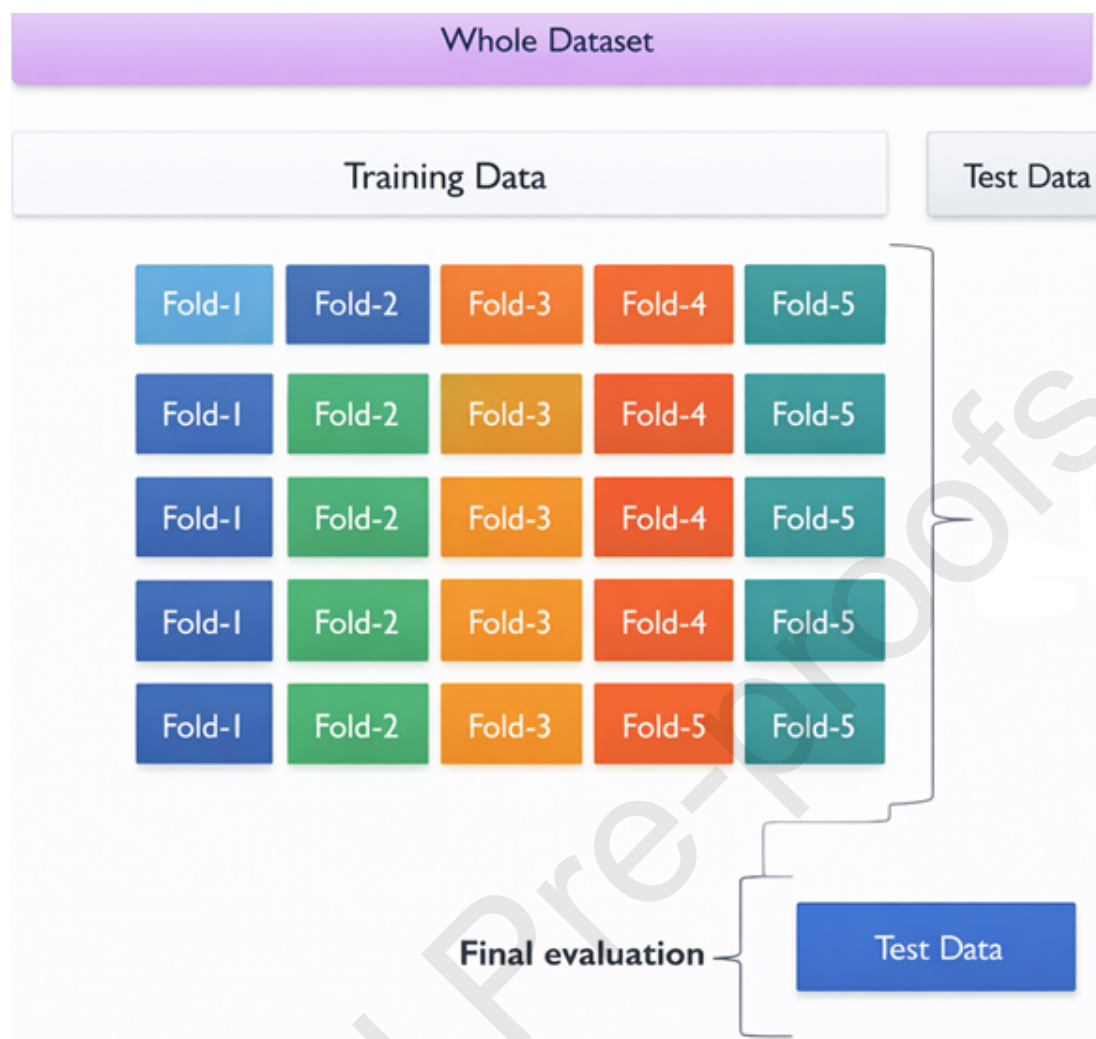 Whole Dataset
Training Data Test Data
Fold-1 Fold-2 Fold-3 Fold-4 Fold-5
Fold-1 Fold-2 Fold-3 Fold-4 Fold-5
Fold-1 Fold-2 Fold-3 Fold-4 Fold-5
Fold-1 Fold-2 Fold-3 Fold-4 Fold-5
Fold-1 Fold-2 Fold-3 Fold-5 Fold-5
Final evaluation Test Data
Pre-proofs